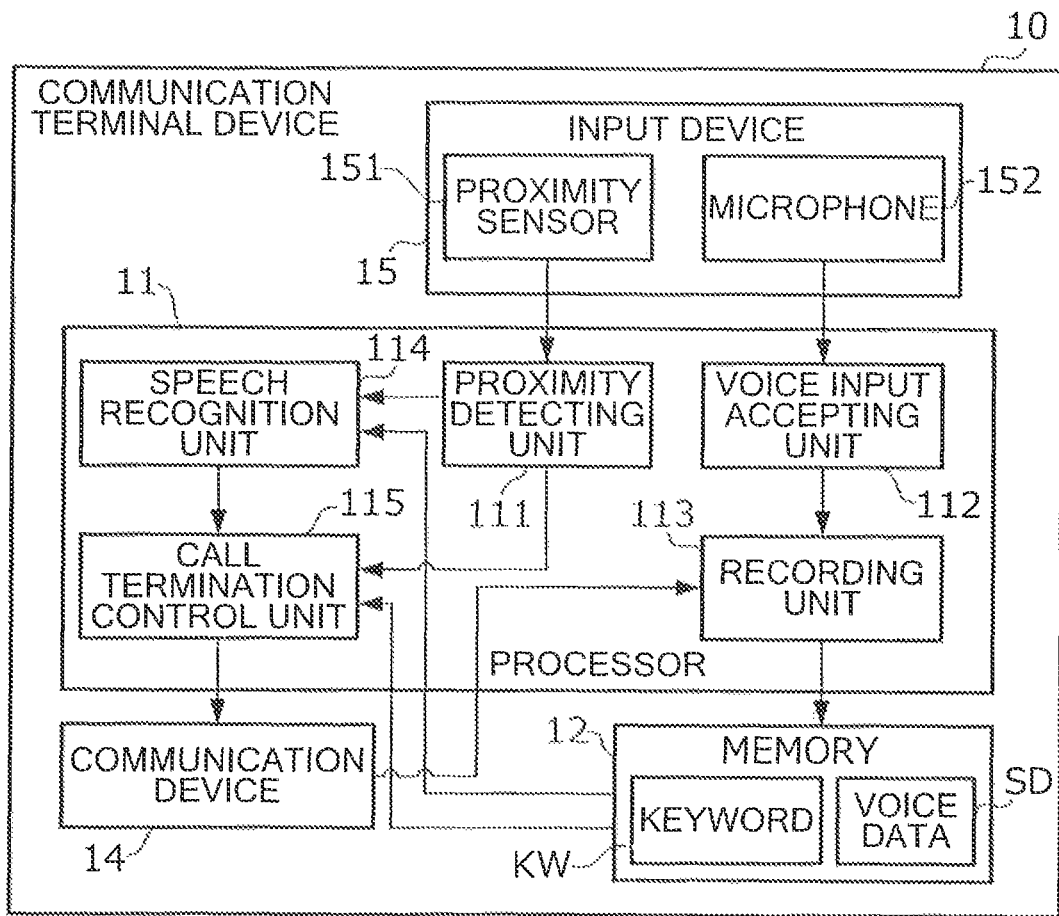 10
COMMUNICATION
TERMINAL DEVICE
INPUT DEVICE
151
PROXIMITY
SENSOR
MICROPHONE
152
15
11
114
SPEECH
RECOGNITION
UNIT
PROXIMITY
DETECTING
UNIT
VOICE INPUT
ACCEPTING
UNIT
111
112
115
113
CALL
TERMINATION
CONTROL UNIT
RECORDING
UNIT
PROCESSOR
COMMUNICATION
DEVICE
14
12
MEMORY
SD
KEYWORD
VOICE
DATA
KW